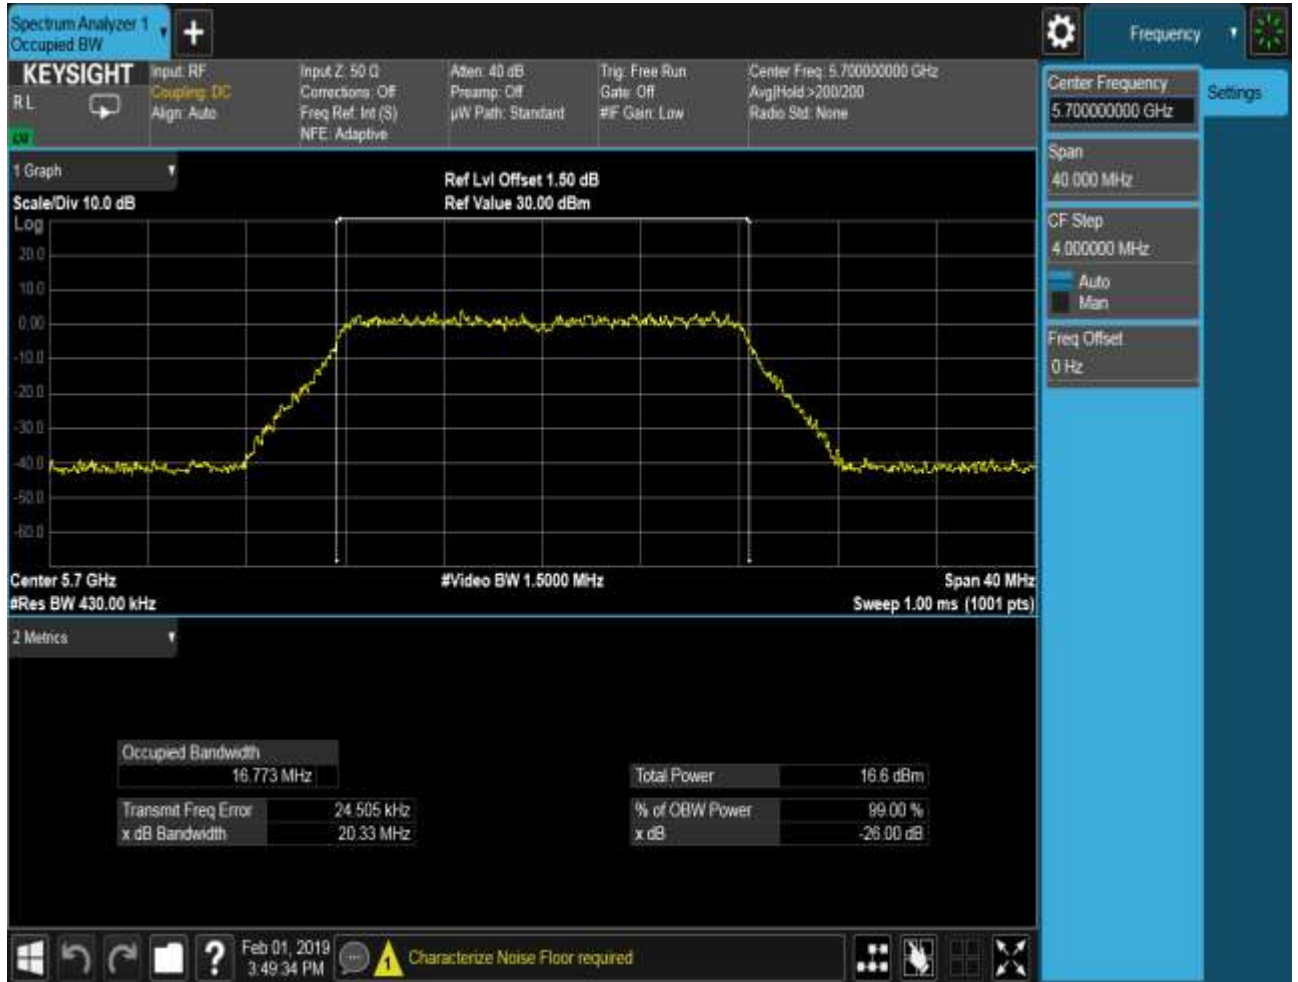 Spectrum Analyzer 1
Occupied BW
+
Frequency
KEYSIGHT
R L
Input: RF
Coupling: DC
Align: Auto
Input Z: 50 Ω
Corrections: Off
Freq Ref: Int (S)
NFE: Adaptive
Atten: 40 dB
Preamp: Off
µW Path: Standard
Trig: Free Run
Gate: Off
#IF Gain: Low
Center Freq: 5.700000000 GHz
Avg|Hold:>200/200
Radio Std: None
Center Frequency
5.700000000 GHz
Settings
Span
40.000 MHz
CF Step
4.000000 MHz
Auto
Man
Freq Offset
0 Hz
1 Graph
Scale/Div 10.0 dB
Ref Lvl Offset 1.50 dB
Ref Value 30.00 dBm
Log
20.0
10.0
0.00
-10.0
-20.0
-30.0
-40.0
-50.0
-60.0
Center 5.7 GHz
#Res BW 430.00 kHz
#Video BW 1.5000 MHz
Span 40 MHz
Sweep 1.00 ms (1001 pts)
2 Metrics
Occupied Bandwidth
16.773 MHz
Transmit Freq Error 24.505 kHz
x dB Bandwidth 20.33 MHz
Total Power 16.6 dBm
% of OBW Power 99.00 %
x dB -26.00 dB
?
Feb 01, 2019
3:49:34 PM
1
Characterize Noise Floor required